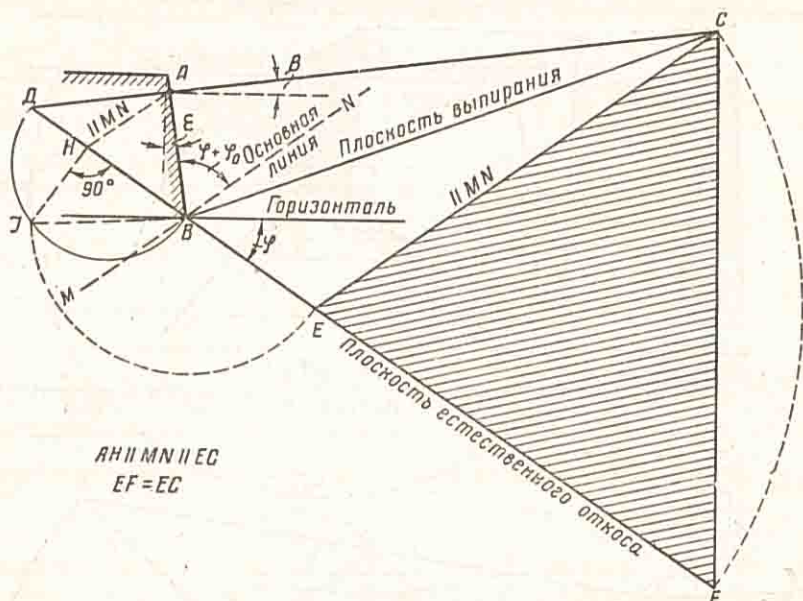 C
A
β
Д
II MN
N
ε
φ+φ₀
Основная
линия
Плоскость выпирания
H
90°
II MN
J
B
Горизонталь
φ
M
E
Плоскость естественного откоса
AH II MN II EC
EF = EC
F